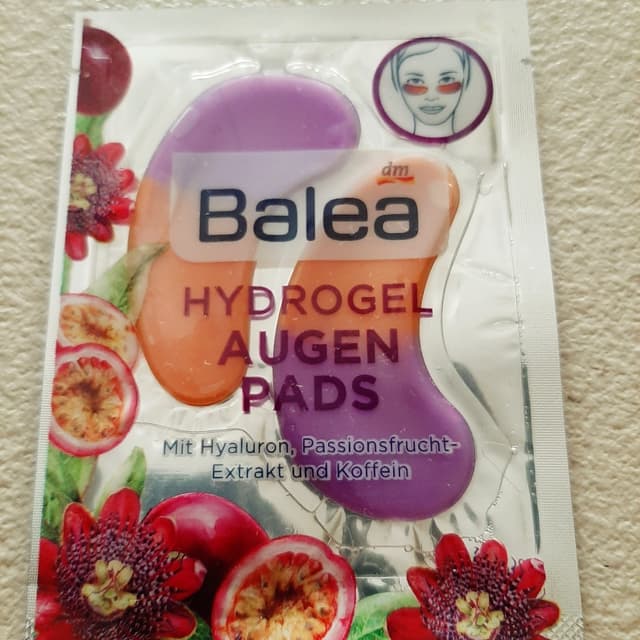 dm
Balea
HYDROGEL
AUGEN
PADS
Mit Hyaluron, Passionsfrucht-
Extrakt und Koffein